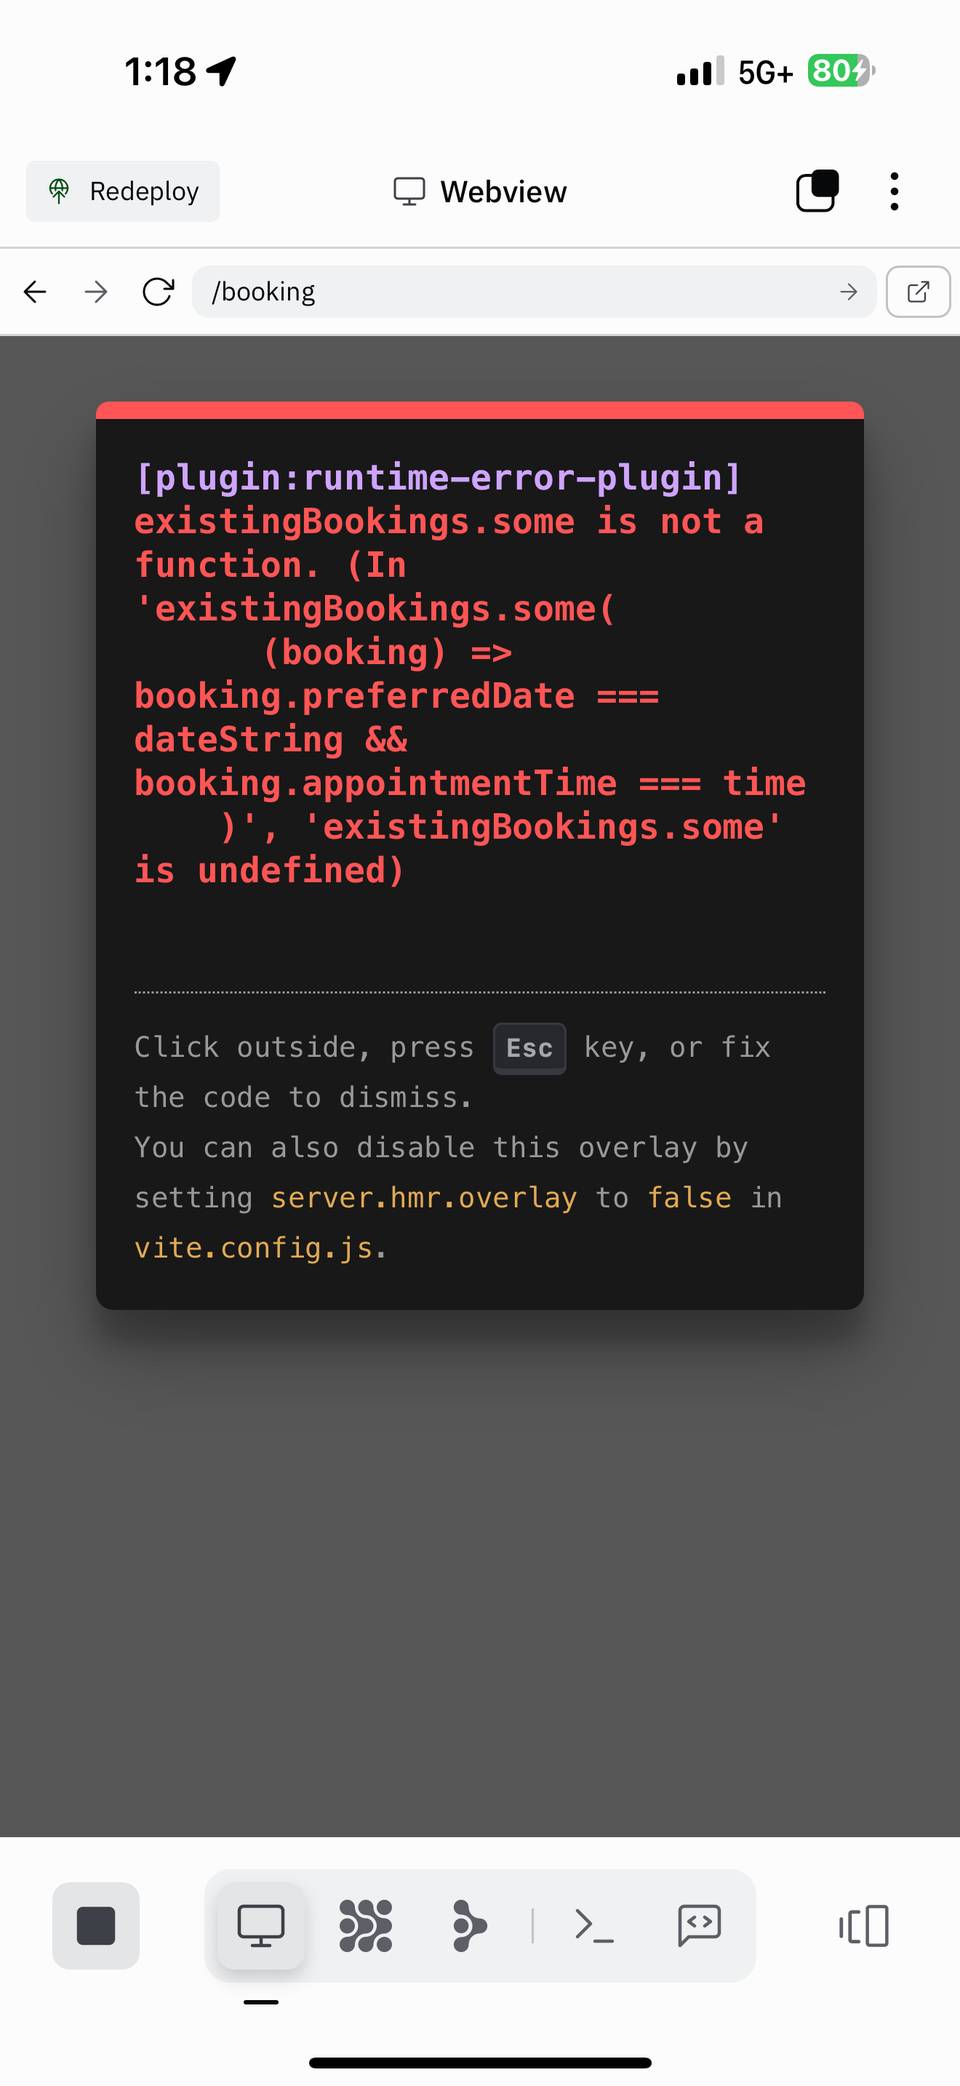 1:18
5G+
80
Redeploy
Webview
/booking
[plugin:runtime-error-plugin]
existingBookings.some is not a
function. (In
'existingBookings.some(
(booking) =>
booking.preferredDate ===
dateString &&
booking.appointmentTime === time
)', 'existingBookings.some'
is undefined)
Click outside, press Esc key, or fix
the code to dismiss.
You can also disable this overlay by
setting server.hmr.overlay to false in
vite.config.js.